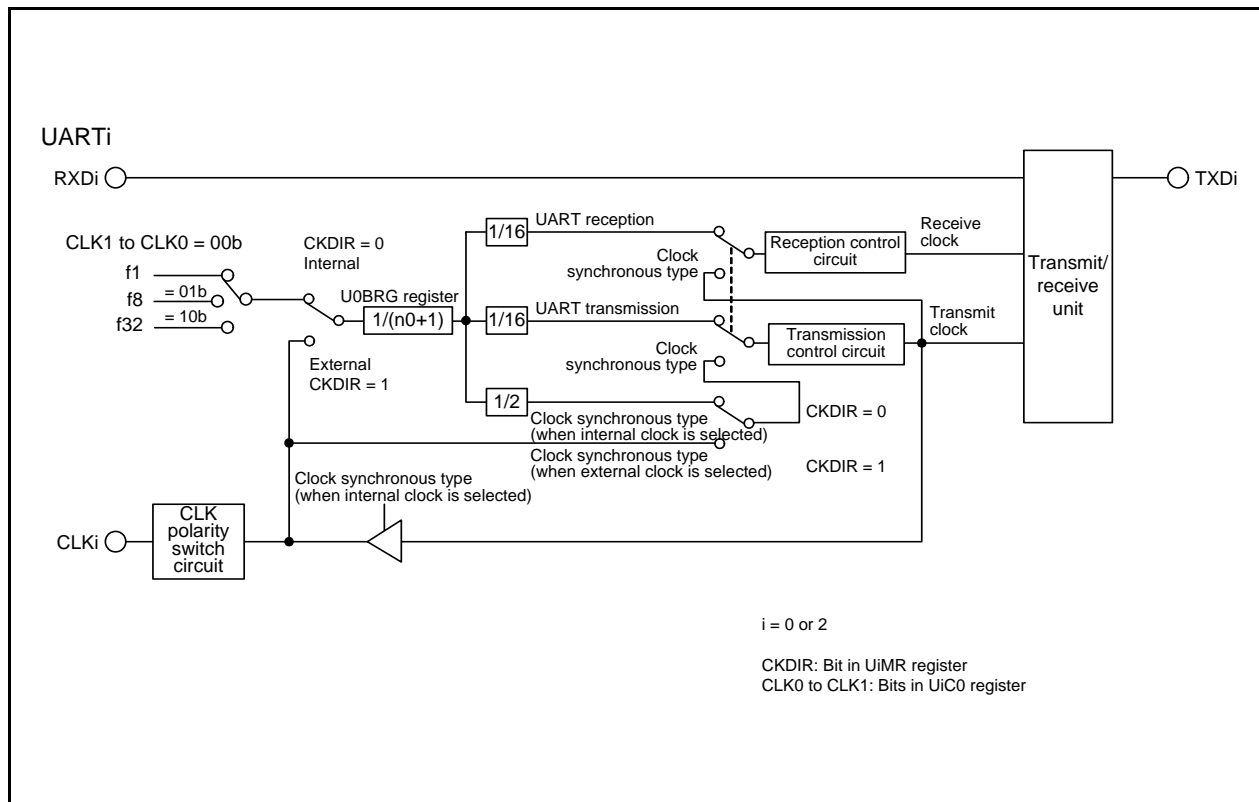 UARTi
RXDi
TXDi
CLK1 to CLK0 = 00b
f1
f8
= 01b
f32
= 10b
CKDIR = 0
Internal
External
CKDIR = 1
U0BRG register
1/(n0+1)
1/16
UART reception
Clock
synchronous type
Reception control
circuit
Receive
clock
Transmit/
receive
unit
1/16
UART transmission
Clock
synchronous type
Transmission
control circuit
Transmit
clock
1/2
Clock synchronous type
(when internal clock is selected)
CKDIR = 0
Clock synchronous type
(when external clock is selected)
CKDIR = 1
Clock synchronous type
(when internal clock is selected)
CLKi
CLK
polarity
switch
circuit
i = 0 or 2
CKDIR: Bit in UiMR register
CLK0 to CLK1: Bits in UiC0 register